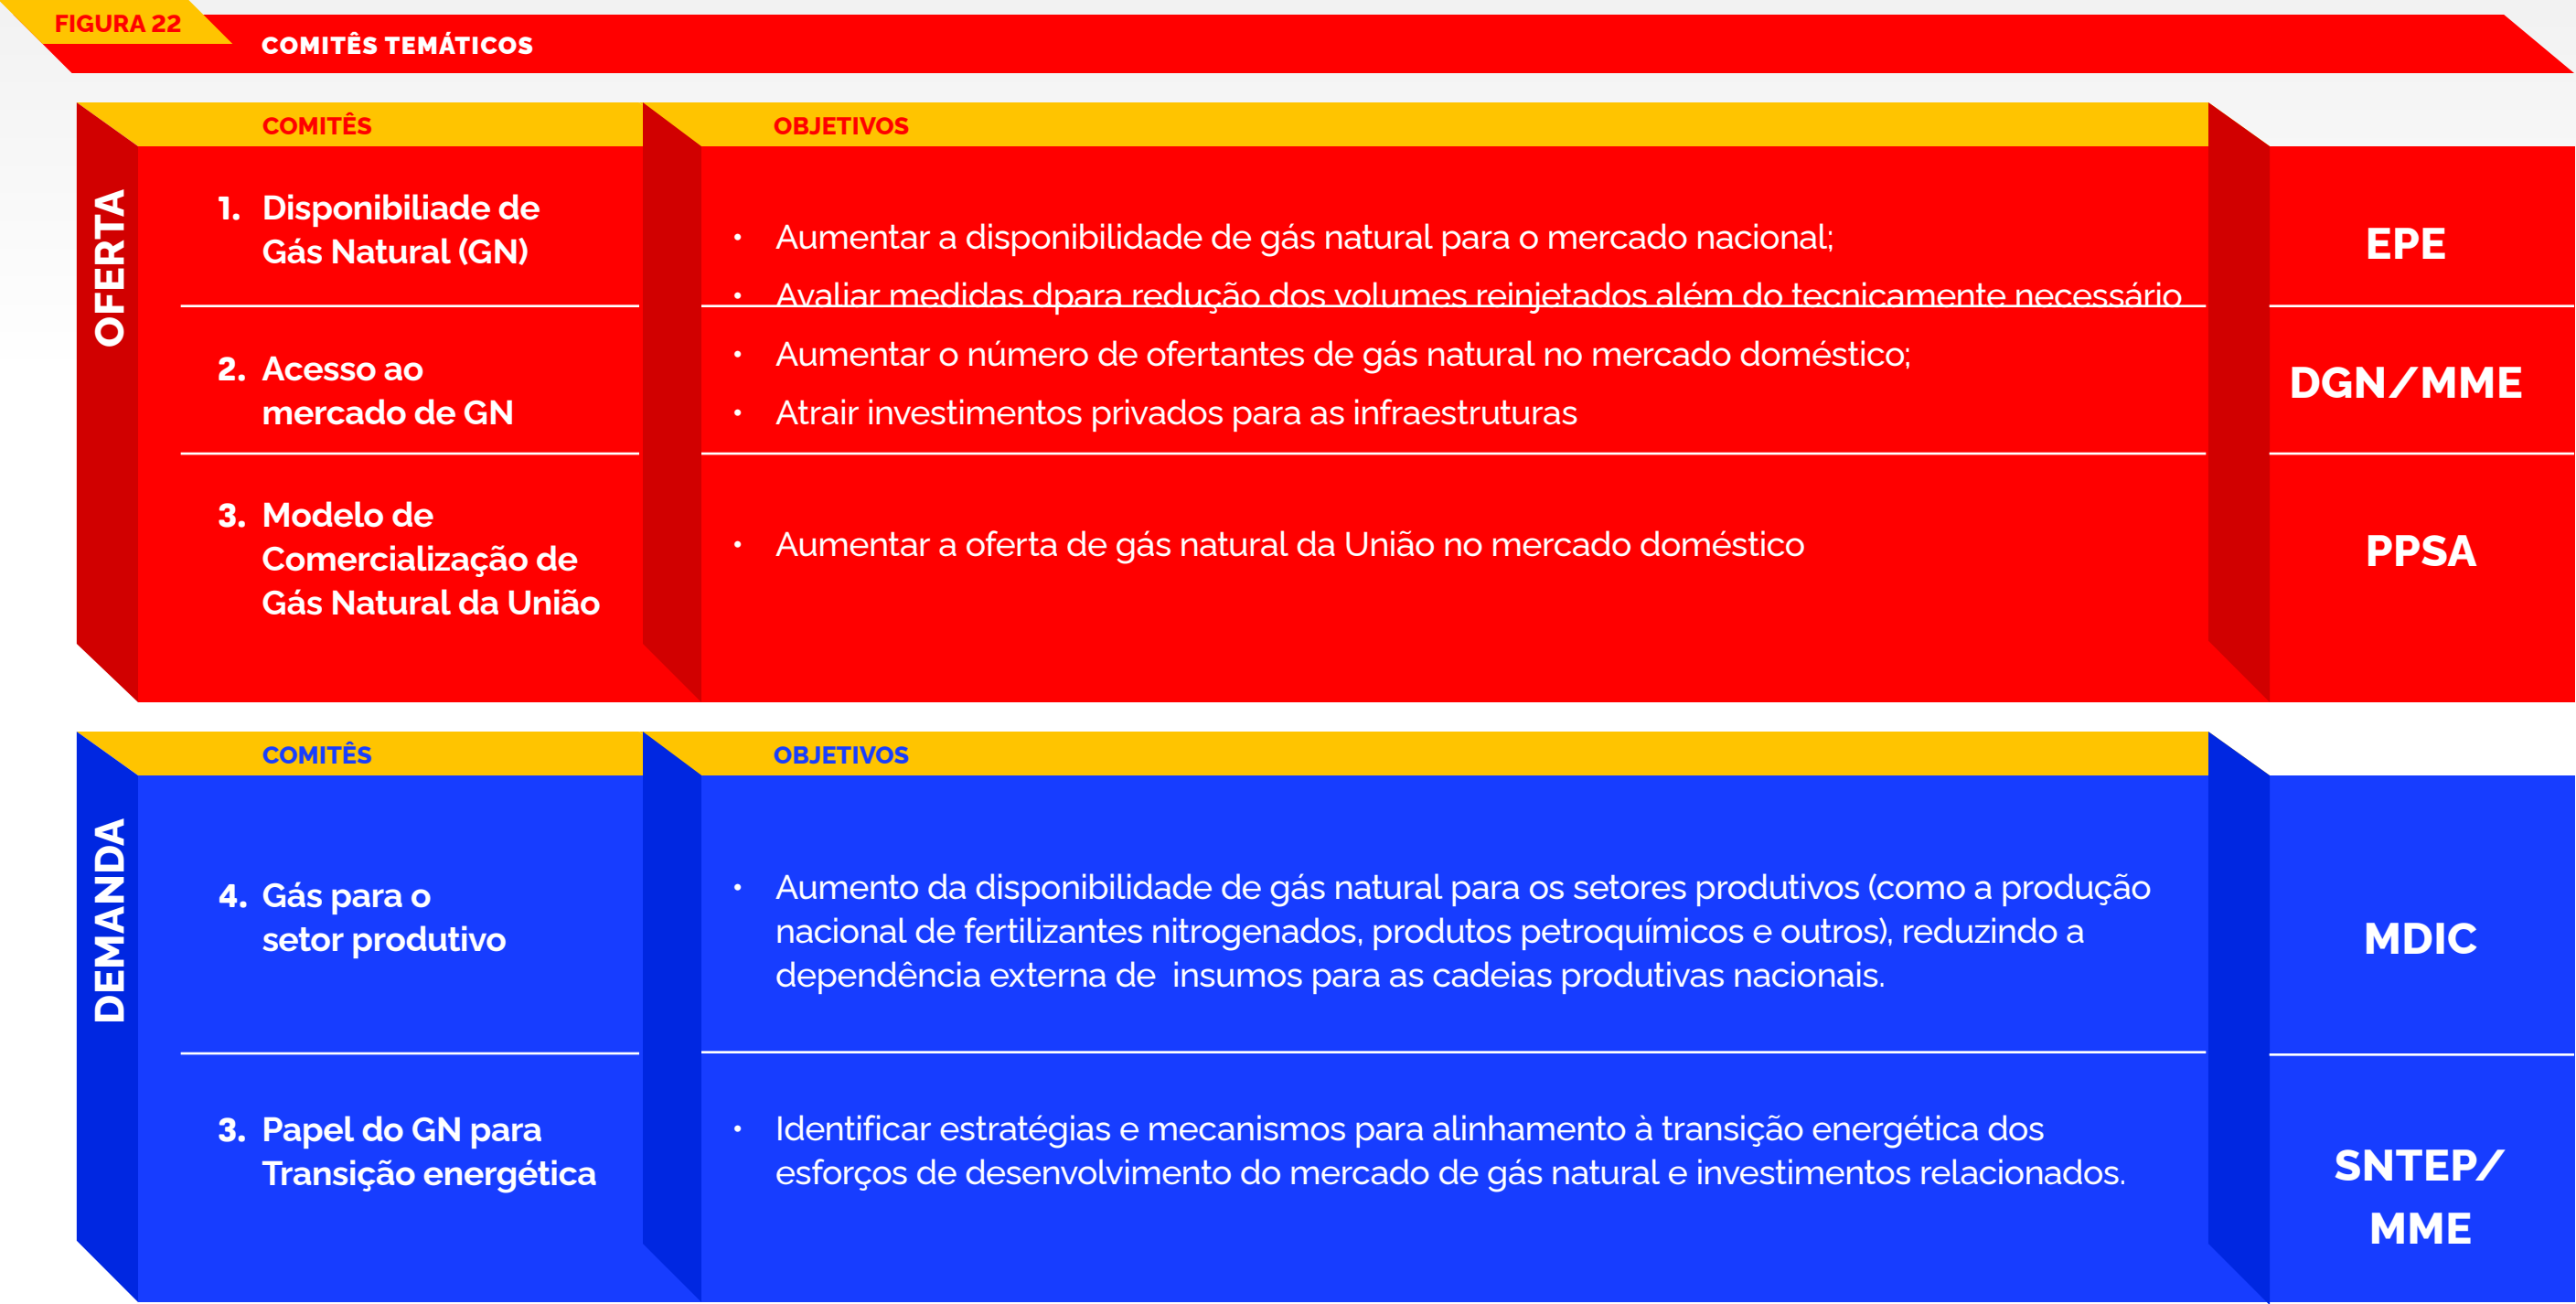 FIGURA 22
COMITÊS TEMÁTICOS
COMITÊS
OBJETIVOS
OFERTA
1. Disponibiliade de
Gás Natural (GN)
• Aumentar a disponibilidade de gás natural para o mercado nacional;
• Avaliar medidas dpara redução dos volumes reinjetados além do tecnicamente necessário
EPE
2. Acesso ao
mercado de GN
• Aumentar o número de ofertantes de gás natural no mercado doméstico;
• Atrair investimentos privados para as infraestruturas
DGN/MME
3. Modelo de
Comercialização de
Gás Natural da União
• Aumentar a oferta de gás natural da União no mercado doméstico
PPSA
COMITÊS
OBJETIVOS
DEMANDA
4. Gás para o
setor produtivo
• Aumento da disponibilidade de gás natural para os setores produtivos (como a produção
nacional de fertilizantes nitrogenados, produtos petroquímicos e outros), reduzindo a
dependência externa de  insumos para as cadeias produtivas nacionais.
MDIC
3. Papel do GN para
Transição energética
• Identificar estratégias e mecanismos para alinhamento à transição energética dos
esforços de desenvolvimento do mercado de gás natural e investimentos relacionados.
SNTEP/
MME